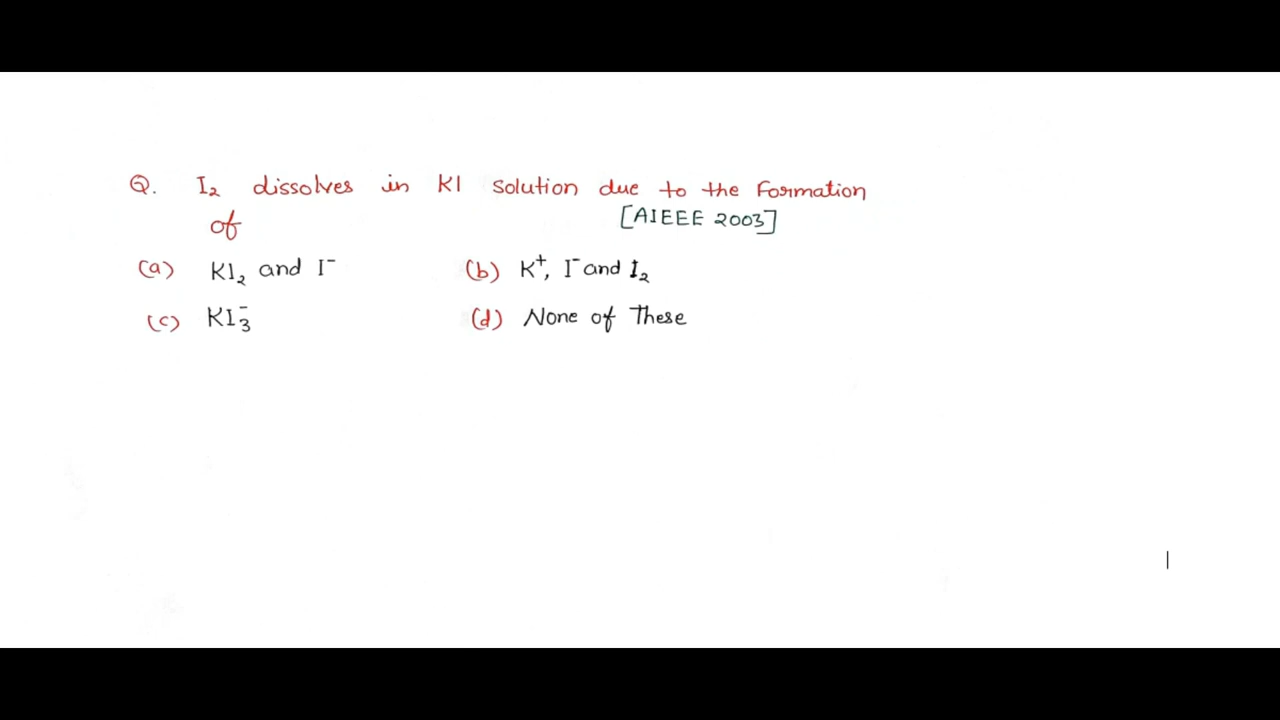 Q. I₂ dissolves in KI solution due to the Formation
of [AIEEE 2003]
(a) KI₂ and I⁻ (b) K⁺, I⁻ and I₂
(c) KI₃⁻ (d) None of These